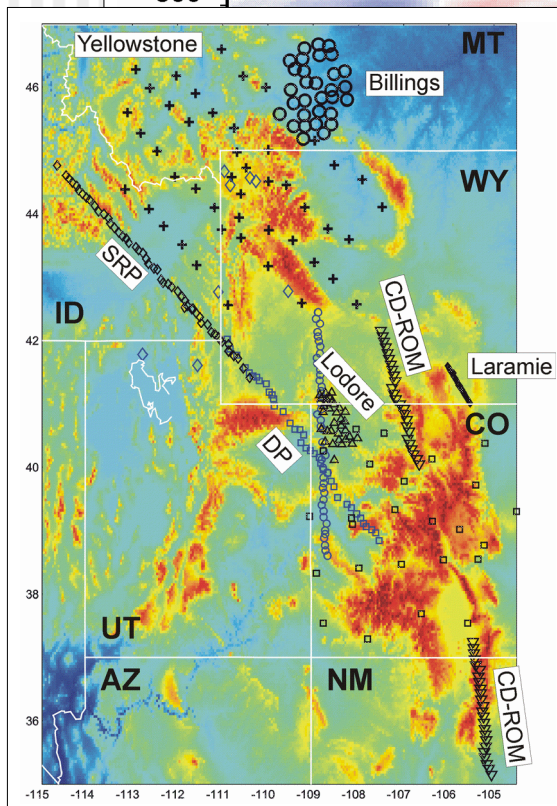 Yellowstone
MT
46
Billings
WY
44
SRP
CD-ROM
ID
42
Lodore
Laramie
CO
DP
40
38
UT
AZ
NM
CD-ROM
36
-115 -114 -113 -112 -111 -110 -109 -108 -107 -106 -105